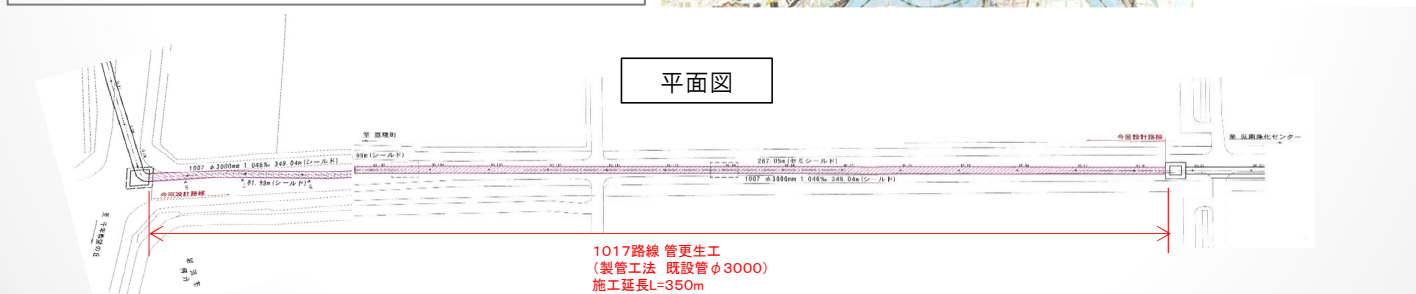 平面図
至 亘理町
今回設計路線
至 県南浄化センター
1007 φ3000mm 1.046‰ 349.04m(シールド)
99m(シールド)
267.05m(セミシールド)
81.99m(シールド)
1007 φ3000mm 1.046‰ 349.04m(シールド)
今回設計路線
1017路線 管更生工
(製管工法 既設管φ3000)
施工延長L=350m